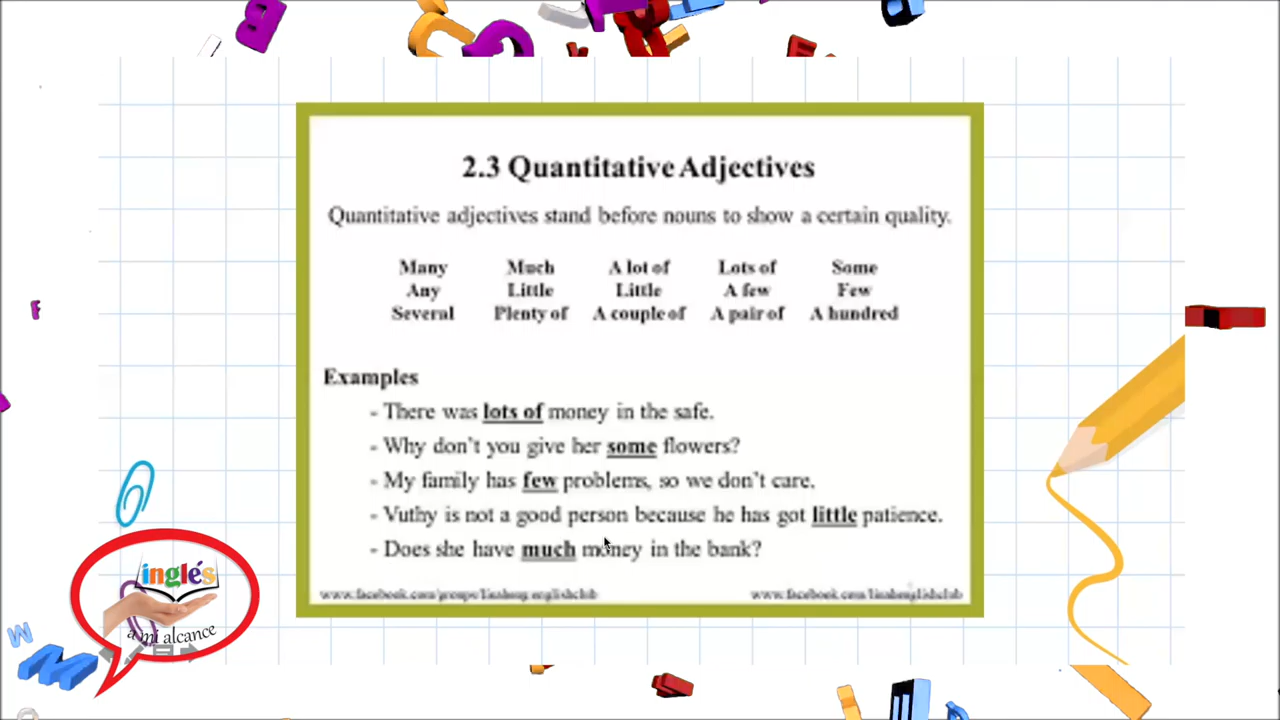 2.3 Quantitative Adjectives
Quantitative adjectives stand before nouns to show a certain quality.
Many Much A lot of Lots of Some
Any Little Little A few Few
Several Plenty of A couple of A pair of A hundred
Examples
- There was lots of money in the safe.
- Why don't you give her some flowers?
- My family has few problems, so we don't care.
- Vuthy is not a good person because he has got little patience.
- Does she have much money in the bank?
inglés
a mi alcance